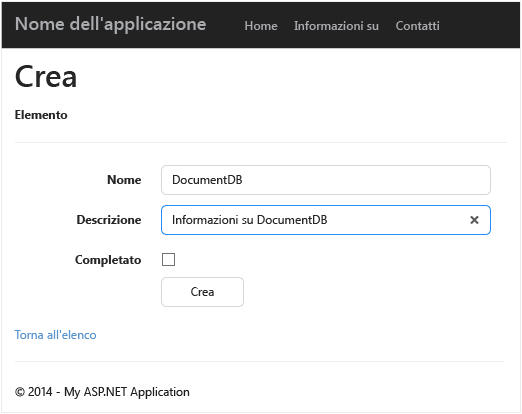 Nome dell'applicazione Home Informazioni su Contatti
Crea
Elemento
Nome DocumentDB
Descrizione Informazioni su DocumentDB
Completato
Crea
Torna all'elenco
© 2014 - My ASP.NET Application